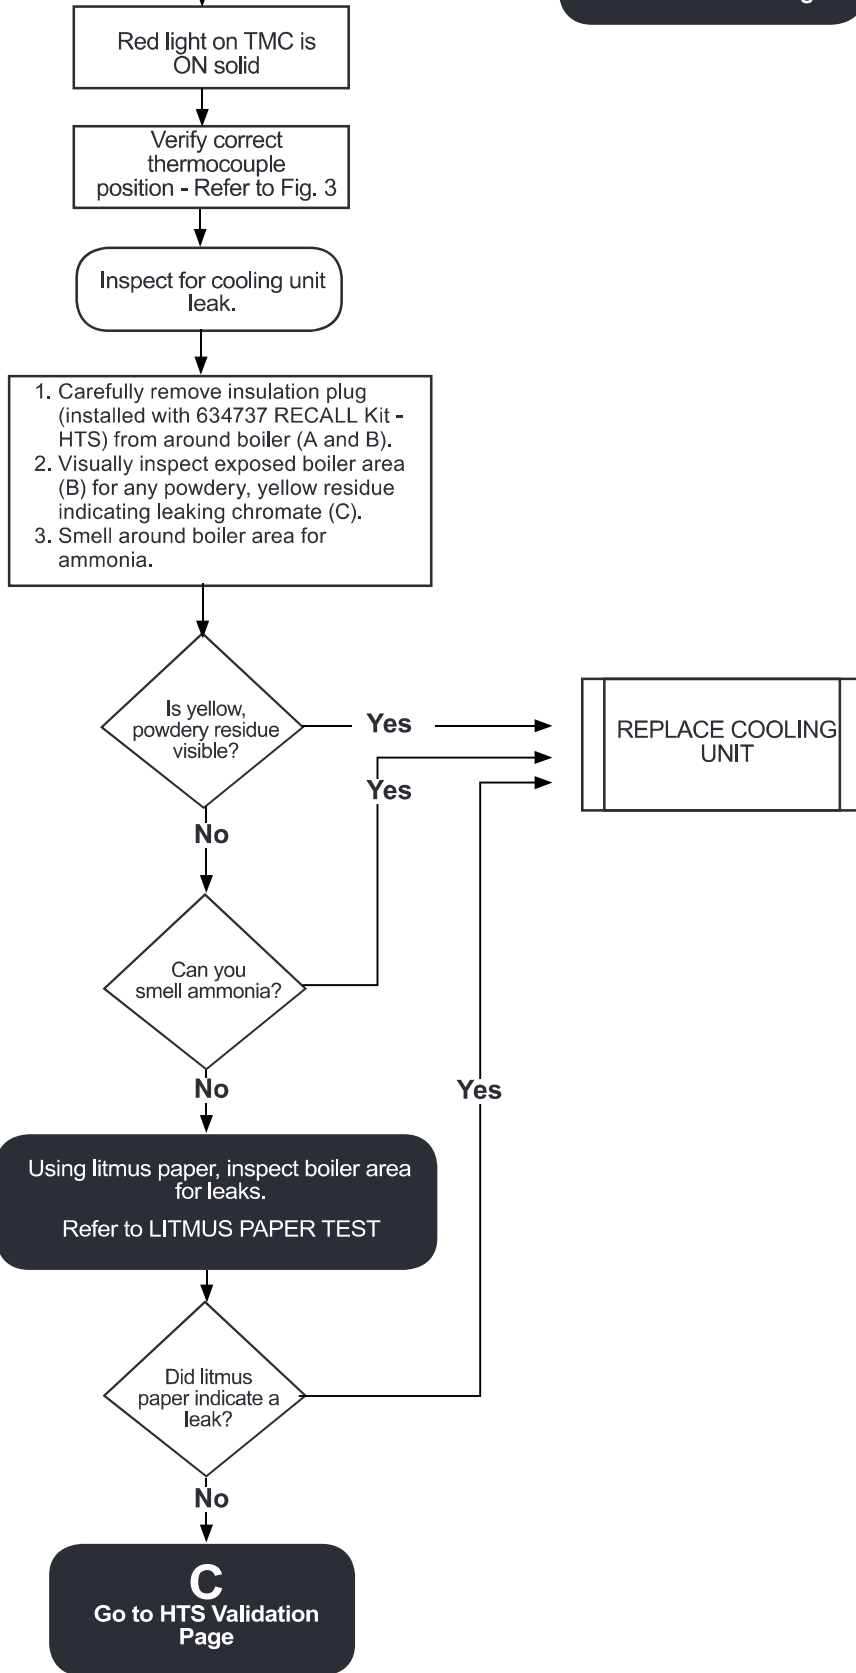 Red light on TMC is
ON solid
Verify correct
thermocouple
position - Refer to Fig. 3
Inspect for cooling unit
leak.
1. Carefully remove insulation plug
(installed with 634737 RECALL Kit -
HTS) from around boiler (A and B).
2. Visually inspect exposed boiler area
(B) for any powdery, yellow residue
indicating leaking chromate (C).
3. Smell around boiler area for
ammonia.
Is yellow,
powdery residue
visible?
Yes
REPLACE COOLING
UNIT
Yes
No
Can you
smell ammonia?
No
Yes
Using litmus paper, inspect boiler area
for leaks.
Refer to LITMUS PAPER TEST
Did litmus
paper indicate a
leak?
No
C
Go to HTS Validation
Page